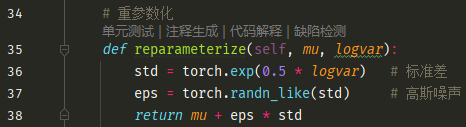 34 # 重参数化
单元测试 | 注释生成 | 代码解释 | 缺陷检测
35 def reparameterize(self, mu, logvar):
36 std = torch.exp(0.5 * logvar) # 标准差
37 eps = torch.randn_like(std) # 高斯噪声
38 return mu + eps * std